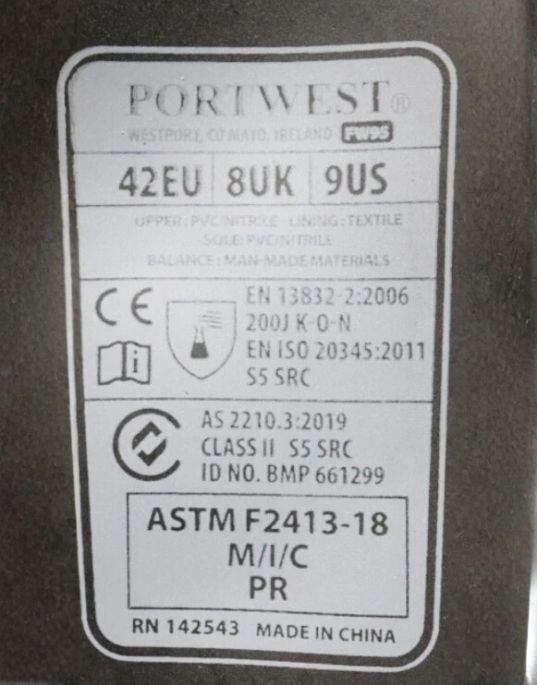 PORTWEST®
WESTPORT, CO MAYO, IRELAND FW95
42EU 8UK 9US
UPPER: PVC/NITRILE LINING: TEXTILE
SOLE: PVC/NITRILE
BALANCE: MAN-MADE MATERIALS
CE
i
EN 13832-2:2006
200J K-O-N
EN ISO 20345:2011
S5 SRC
AS 2210.3:2019
CLASS II S5 SRC
ID NO. BMP 661299
ASTM F2413-18
M/I/C
PR
RN 142543 MADE IN CHINA